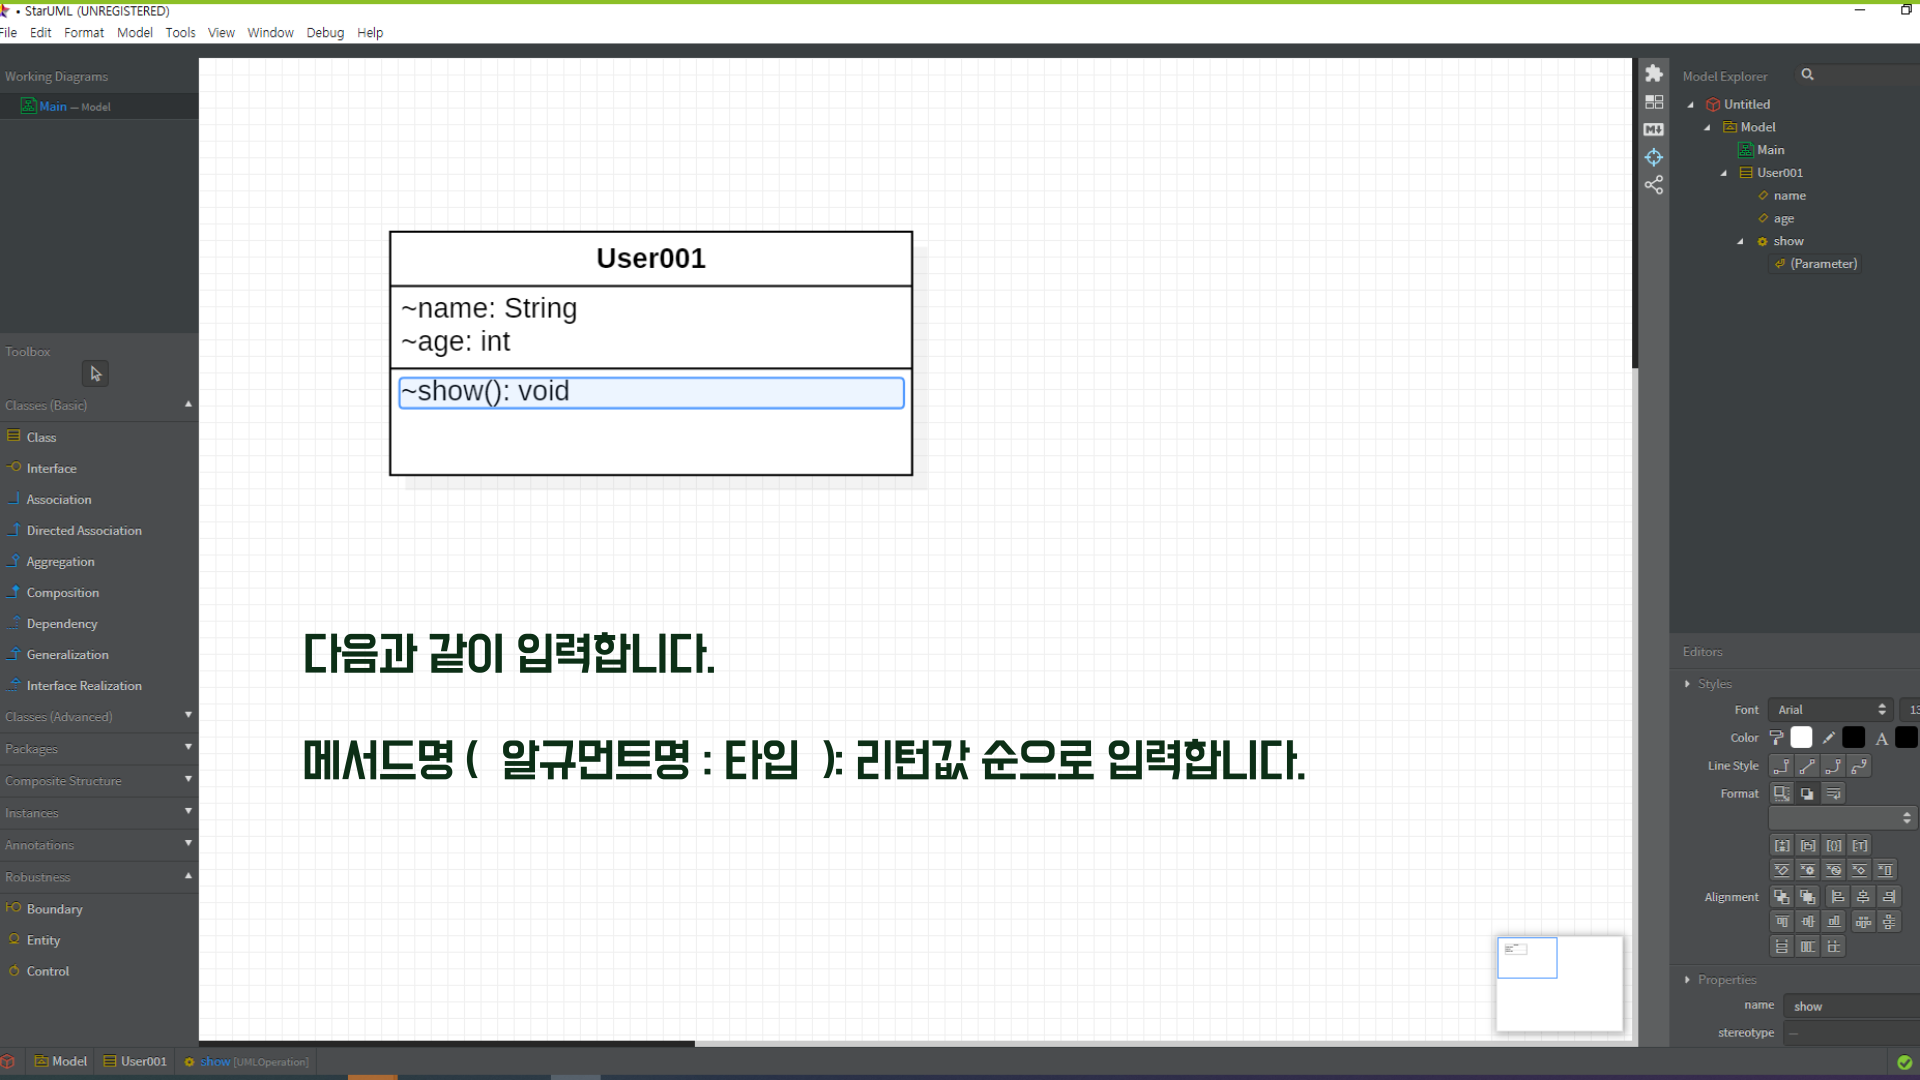 • StarUML (UNREGISTERED)
File Edit Format Model Tools View Window Debug Help
Working Diagrams
Main — Model
Toolbox
Classes (Basic)
Class
Interface
Association
Directed Association
Aggregation
Composition
Dependency
Generalization
Interface Realization
Classes (Advanced)
Packages
Composite Structure
Instances
Annotations
Robustness
Boundary
Entity
Control
User001
~name: String
~age: int
~show(): void
다음과 같이 입력합니다.
메서드명 ( 알규먼트명 : 타입 ): 리턴값 순으로 입력합니다.
Model Explorer
Untitled
Model
Main
User001
name
age
show
(Parameter)
Editors
Styles
Font Arial 13
Color A
Line Style
Format
Alignment
Properties
name show
stereotype —
Model User001 show [UMLOperation]